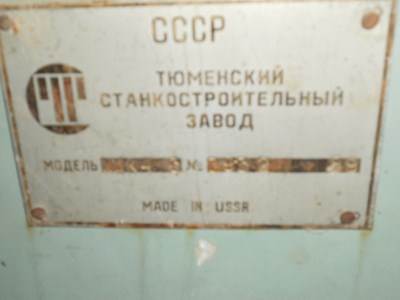 СССР
ТЮМЕНСКИЙ
СТАНКОСТРОИТЕЛЬНЫЙ
ЗАВОД
МОДЕЛЬ №
MADE IN USSR